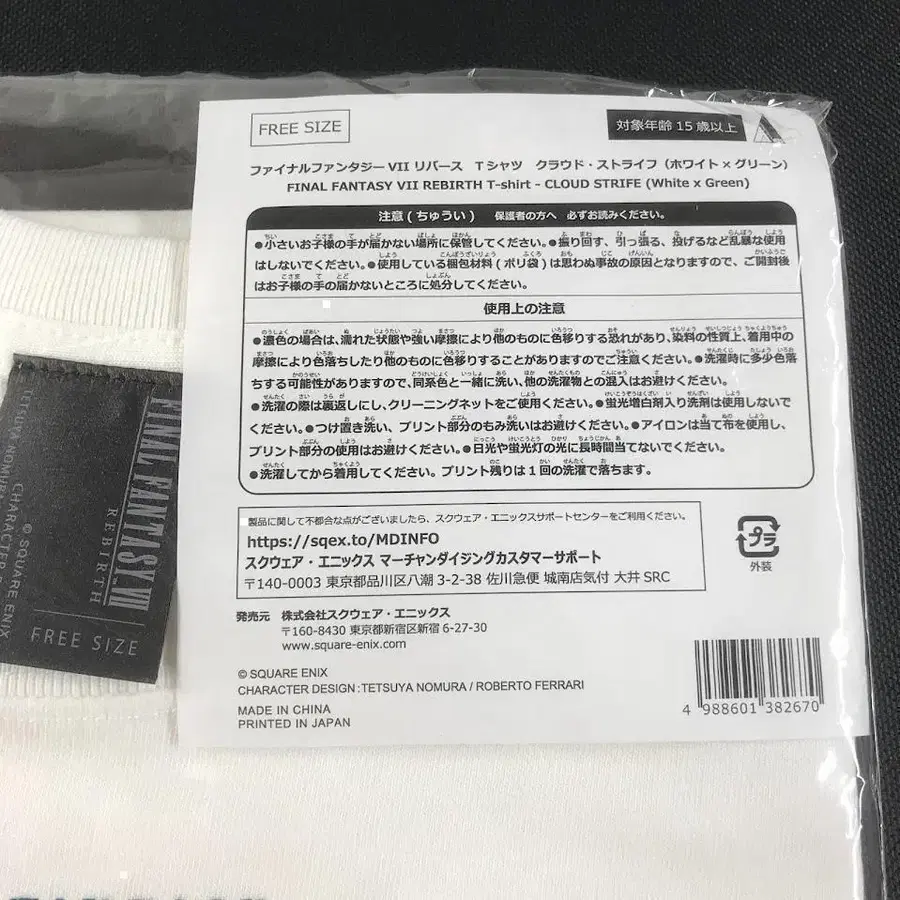 FREE SIZE
対象年齢 15 歳以上
ファイナルファンタジーVII リバース Tシャツ クラウド・ストライフ（ホワイト×グリーン）
FINAL FANTASY VII REBIRTH T-shirt - CLOUD STRIFE (White x Green)
注意（ちゅうい） 保護者の方へ 必ずお読みください。
●小さいお子様の手が届かない場所に保管してください。●振り回す、引っ張る、投げるなど乱暴な使用
はしないでください。●使用している梱包材料（ポリ袋）は思わぬ事故の原因となりますので、ご開封後
はお子様の手の届かないところに処分してください。
使用上の注意
●濃色の場合は、濡れた状態や強い摩擦により他のものに色移りする恐れがあり、染料の性質上、着用中の
摩擦により色落ちしたり他のものに色移りすることがありますのでご注意ください。●洗濯時に多少色落
ちする可能性がありますので、同系色と一緒に洗い、他の洗濯物との混入はお避けください。
●洗濯の際は裏返しにし、クリーニングネットをご使用ください。●蛍光増白剤入り洗剤は使用しないで
ください。●つけ置き洗い、プリント部分のもみ洗いはお避けください。●アイロンは当て布を使用し、
プリント部分の使用はお避けください。●日光や蛍光灯の光に長時間当てないでください。
●洗濯してから着用してください。プリント残りは1回の洗濯で落ちます。
製品に関して不都合な点がございましたら、スクウェア・エニックスサポートセンターをご利用ください。
https://sqex.to/MDINFO
スクウェア・エニックス マーチャンダイジングカスタマーサポート
〒140-0003 東京都品川区八潮 3-2-38 佐川急便 城南店気付 大井 SRC
プラ
外装
発売元 株式会社スクウェア・エニックス
〒160-8430 東京都新宿区新宿 6-27-30
www.square-enix.com
© SQUARE ENIX
CHARACTER DESIGN : TETSUYA NOMURA / ROBERTO FERRARI
MADE IN CHINA
PRINTED IN JAPAN
4 988601 382670
FINAL FANTASY VII
REBIRTH
FREE SIZE
© SQUARE ENIX
CHARACTER
TETSUYA NOMURA